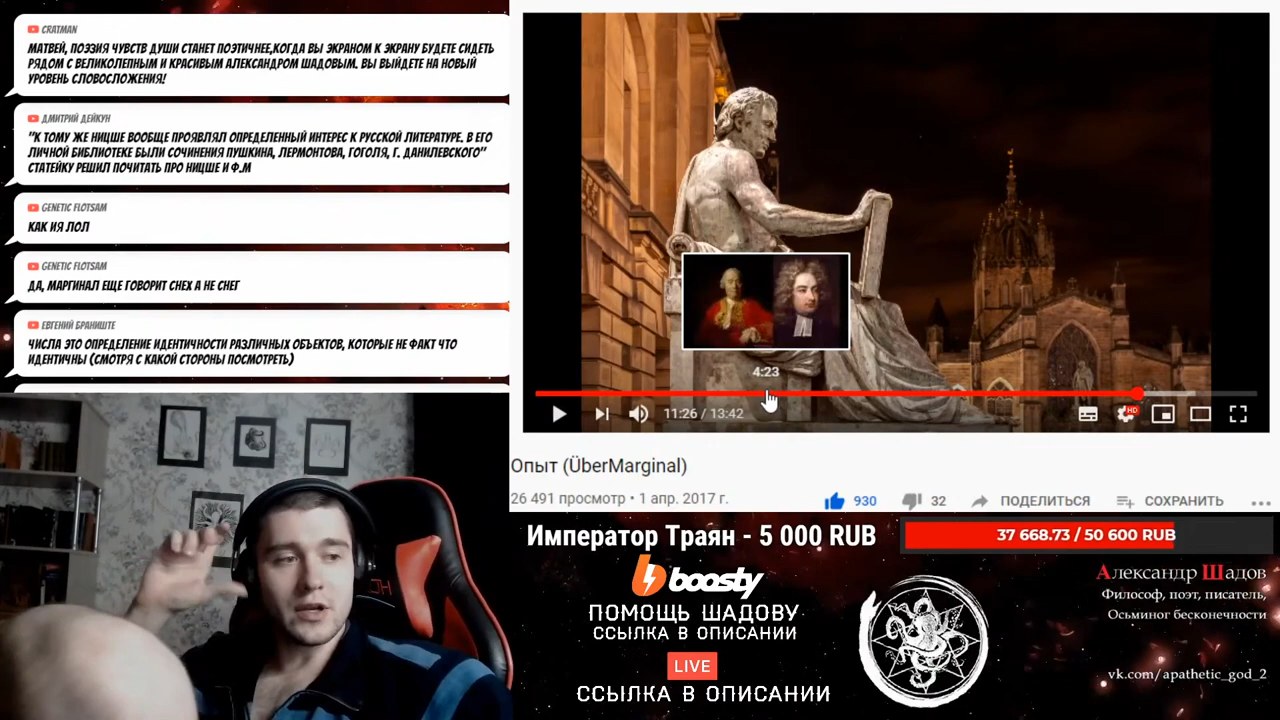 CRATMAN
МАТВЕЙ, ПОЭЗИЯ ЧУВСТВ ДУШИ СТАНЕТ ПОЭТИЧНЕЕ,КОГДА ВЫ ЭКРАНОМ К ЭКРАНУ БУДЕТЕ СИДЕТЬ
РЯДОМ С ВЕЛИКОЛЕПНЫМ И КРАСИВЫМ АЛЕКСАНДРОМ ШАДОВЫМ. ВЫ ВЫЙДЕТЕ НА НОВЫЙ
УРОВЕНЬ СЛОВОСЛОЖЕНИЯ!
ДМИТРИЙ ДЕЙКУН
"К ТОМУ ЖЕ НИЦШЕ ВООБЩЕ ПРОЯВЛЯЛ ОПРЕДЕЛЕННЫЙ ИНТЕРЕС К РУССКОЙ ЛИТЕРАТУРЕ. В ЕГО
ЛИЧНОЙ БИБЛИОТЕКЕ БЫЛИ СОЧИНЕНИЯ ПУШКИНА, ЛЕРМОНТОВА, ГОГОЛЯ, Г. ДАНИЛЕВСКОГО"
СТАТЕЙКУ РЕШИЛ ПОЧИТАТЬ ПРО НИЦШЕ И Ф.М
GENETIC FLOTSAM
КАК ИЯ ЛОЛ
GENETIC FLOTSAM
ДА, МАРГИНАЛ ЕЩЕ ГОВОРИТ СНЕХ А НЕ СНЕГ
ЕВГЕНИЙ БРАНИШТЕ
ЧИСЛА ЭТО ОПРЕДЕЛЕНИЕ ИДЕНТИЧНОСТИ РАЗЛИЧНЫХ ОБЪЕКТОВ, КОТОРЫЕ НЕ ФАКТ ЧТО
ИДЕНТИЧНЫ (СМОТРЯ С КАКОЙ СТОРОНЫ ПОСМОТРЕТЬ)
4:23
11:26 / 13:42
HD
Опыт (ÜberMarginal)
26 491 просмотр • 1 апр. 2017 г.
930
32
ПОДЕЛИТЬСЯ
СОХРАНИТЬ
Император Траян - 5 000 RUB
37 668.73 / 50 600 RUB
boosty
ПОМОЩЬ ШАДОВУ
ССЫЛКА В ОПИСАНИИ
LIVE
ССЫЛКА В ОПИСАНИИ
Александр Шадов
Философ, поэт, писатель,
Осьминог бесконечности
vk.com/apathetic_god_2